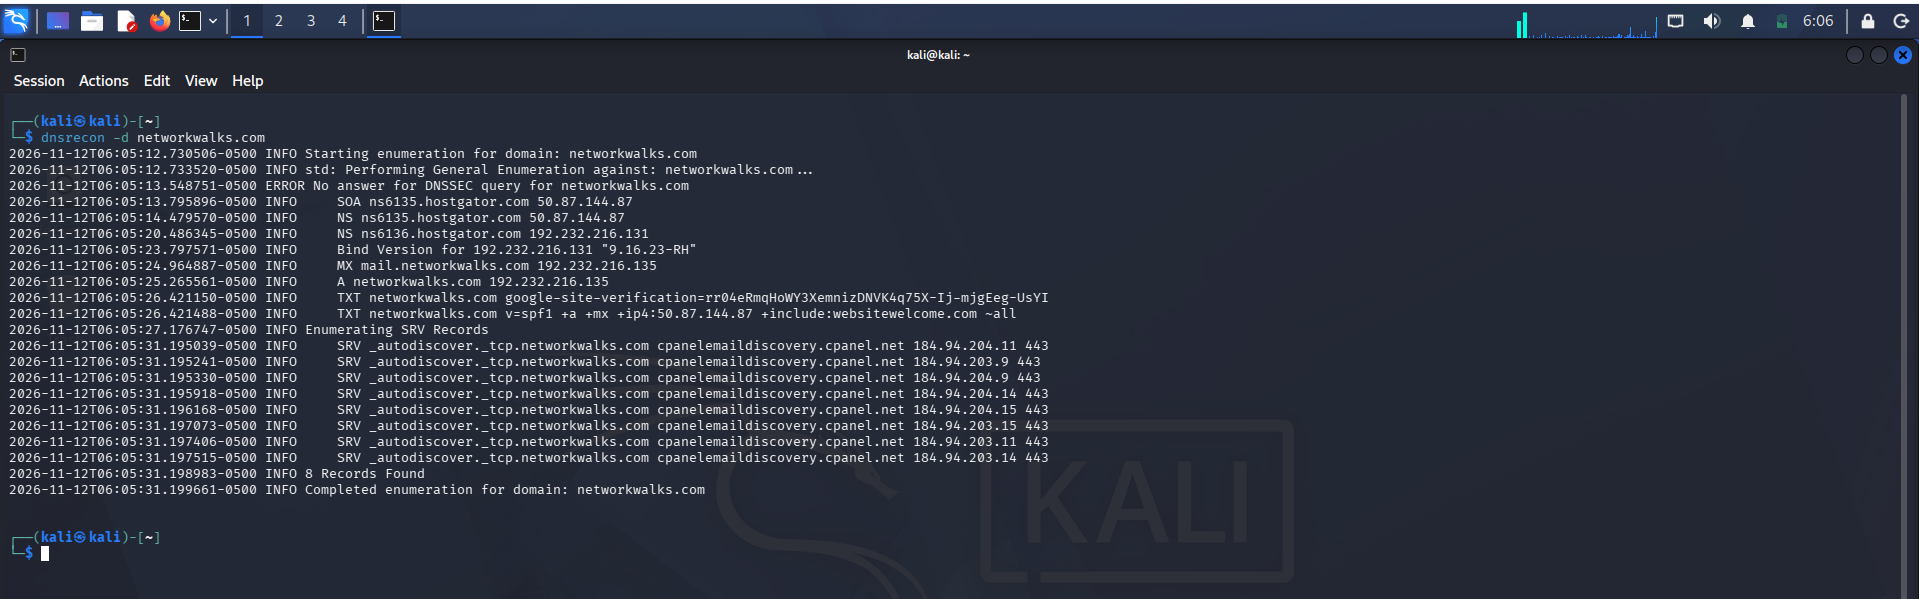 1 2 3 4 6:06
kali@kali: ~
Session Actions Edit View Help
┌──(kali㉿kali)-[~]
└─$ dnsrecon -d networkwalks.com
2026-11-12T06:05:12.730506-0500 INFO Starting enumeration for domain: networkwalks.com
2026-11-12T06:05:12.733520-0500 INFO std: Performing General Enumeration against: networkwalks.com...
2026-11-12T06:05:13.548751-0500 ERROR No answer for DNSSEC query for networkwalks.com
2026-11-12T06:05:13.795896-0500 INFO SOA ns6135.hostgator.com 50.87.144.87
2026-11-12T06:05:14.479570-0500 INFO NS ns6135.hostgator.com 50.87.144.87
2026-11-12T06:05:20.486345-0500 INFO NS ns6136.hostgator.com 192.232.216.131
2026-11-12T06:05:23.797571-0500 INFO Bind Version for 192.232.216.131 "9.16.23-RH"
2026-11-12T06:05:24.964887-0500 INFO MX mail.networkwalks.com 192.232.216.135
2026-11-12T06:05:25.265561-0500 INFO A networkwalks.com 192.232.216.135
2026-11-12T06:05:26.421150-0500 INFO TXT networkwalks.com google-site-verification=rr04eRmqHoWY3XemnizDNVK4q75X-Ij-mjgEeg-UsYI
2026-11-12T06:05:26.421488-0500 INFO TXT networkwalks.com v=spf1 +a +mx +ip4:50.87.144.87 +include:websitewelcome.com ~all
2026-11-12T06:05:27.176747-0500 INFO Enumerating SRV Records
2026-11-12T06:05:31.195039-0500 INFO SRV _autodiscover._tcp.networkwalks.com cpanelemaildiscovery.cpanel.net 184.94.204.11 443
2026-11-12T06:05:31.195241-0500 INFO SRV _autodiscover._tcp.networkwalks.com cpanelemaildiscovery.cpanel.net 184.94.203.9 443
2026-11-12T06:05:31.195330-0500 INFO SRV _autodiscover._tcp.networkwalks.com cpanelemaildiscovery.cpanel.net 184.94.204.9 443
2026-11-12T06:05:31.195918-0500 INFO SRV _autodiscover._tcp.networkwalks.com cpanelemaildiscovery.cpanel.net 184.94.204.14 443
2026-11-12T06:05:31.196168-0500 INFO SRV _autodiscover._tcp.networkwalks.com cpanelemaildiscovery.cpanel.net 184.94.204.15 443
2026-11-12T06:05:31.197073-0500 INFO SRV _autodiscover._tcp.networkwalks.com cpanelemaildiscovery.cpanel.net 184.94.203.15 443
2026-11-12T06:05:31.197406-0500 INFO SRV _autodiscover._tcp.networkwalks.com cpanelemaildiscovery.cpanel.net 184.94.203.11 443
2026-11-12T06:05:31.197515-0500 INFO SRV _autodiscover._tcp.networkwalks.com cpanelemaildiscovery.cpanel.net 184.94.203.14 443
2026-11-12T06:05:31.198983-0500 INFO 8 Records Found
2026-11-12T06:05:31.199661-0500 INFO Completed enumeration for domain: networkwalks.com
┌──(kali㉿kali)-[~]
└─$
KALI